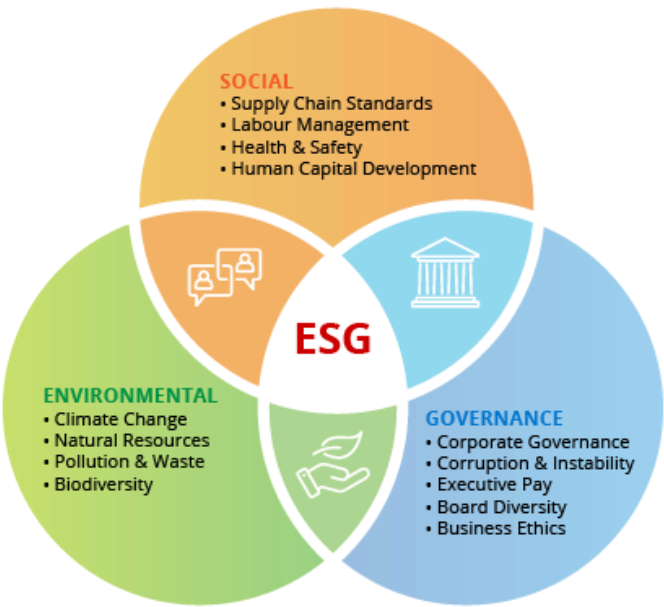 SOCIAL
• Supply Chain Standards
• Labour Management
• Health & Safety
• Human Capital Development
ESG
ENVIRONMENTAL
• Climate Change
• Natural Resources
• Pollution & Waste
• Biodiversity
GOVERNANCE
• Corporate Governance
• Corruption & Instability
• Executive Pay
• Board Diversity
• Business Ethics